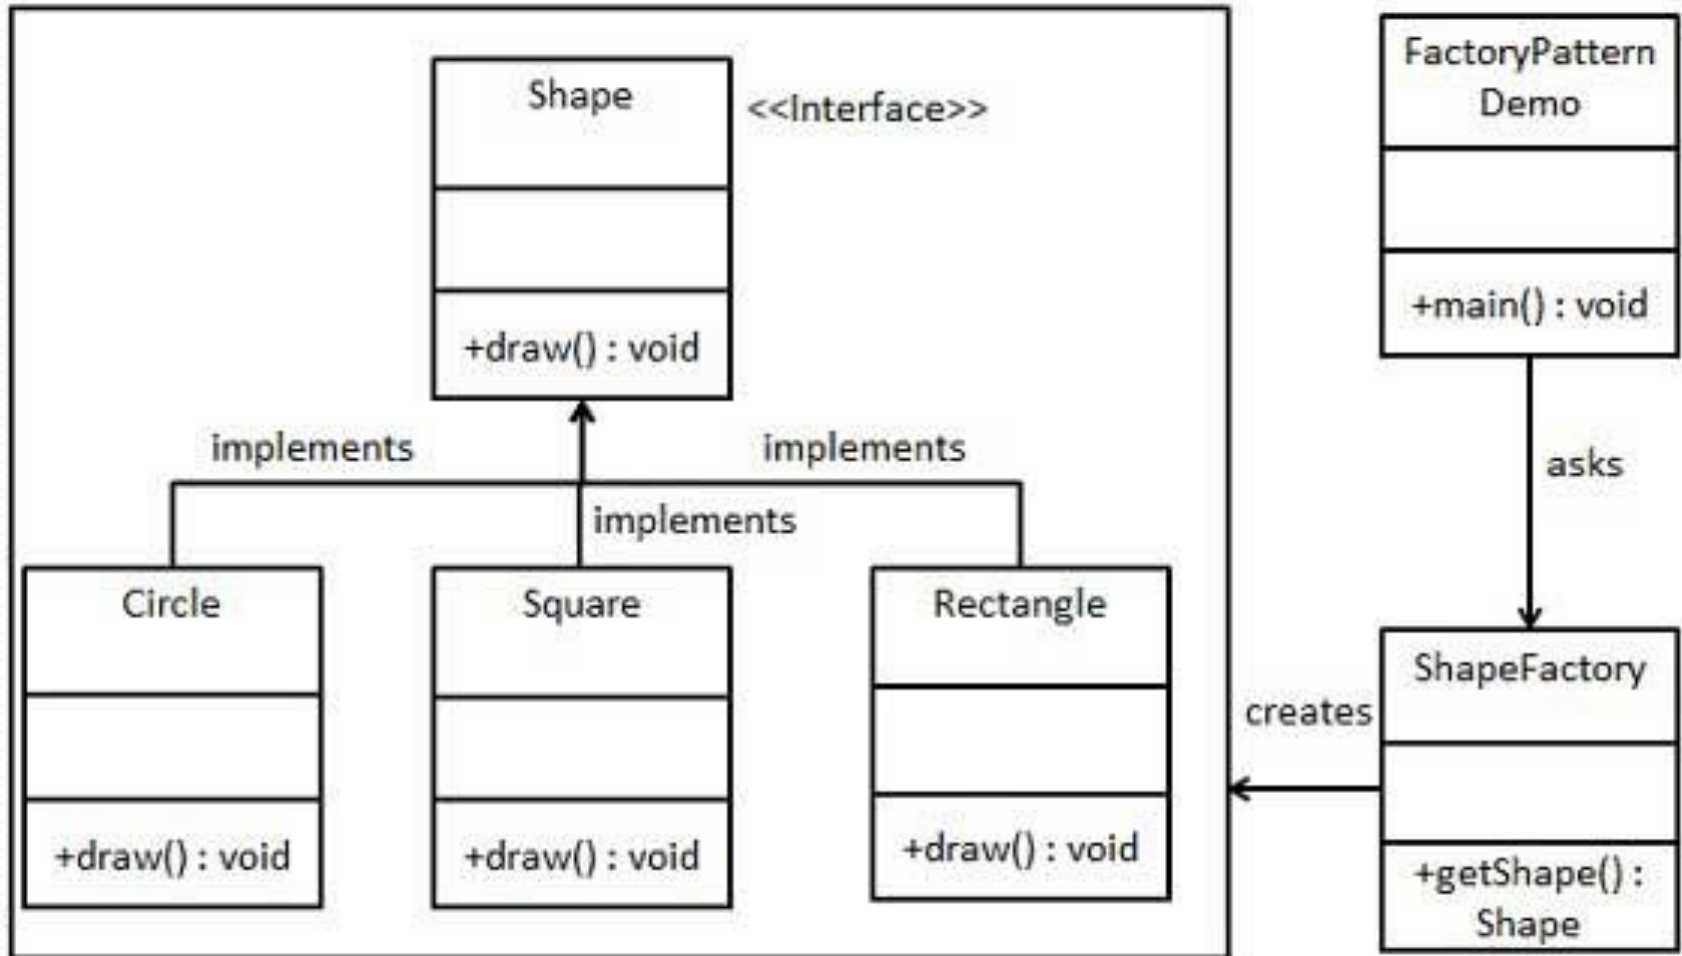 Shape
<<Interface>>
+draw() : void
implements
implements
implements
Circle
+draw() : void
Square
+draw() : void
Rectangle
+draw() : void
FactoryPattern
Demo
+main() : void
asks
ShapeFactory
+getShape() :
Shape
creates